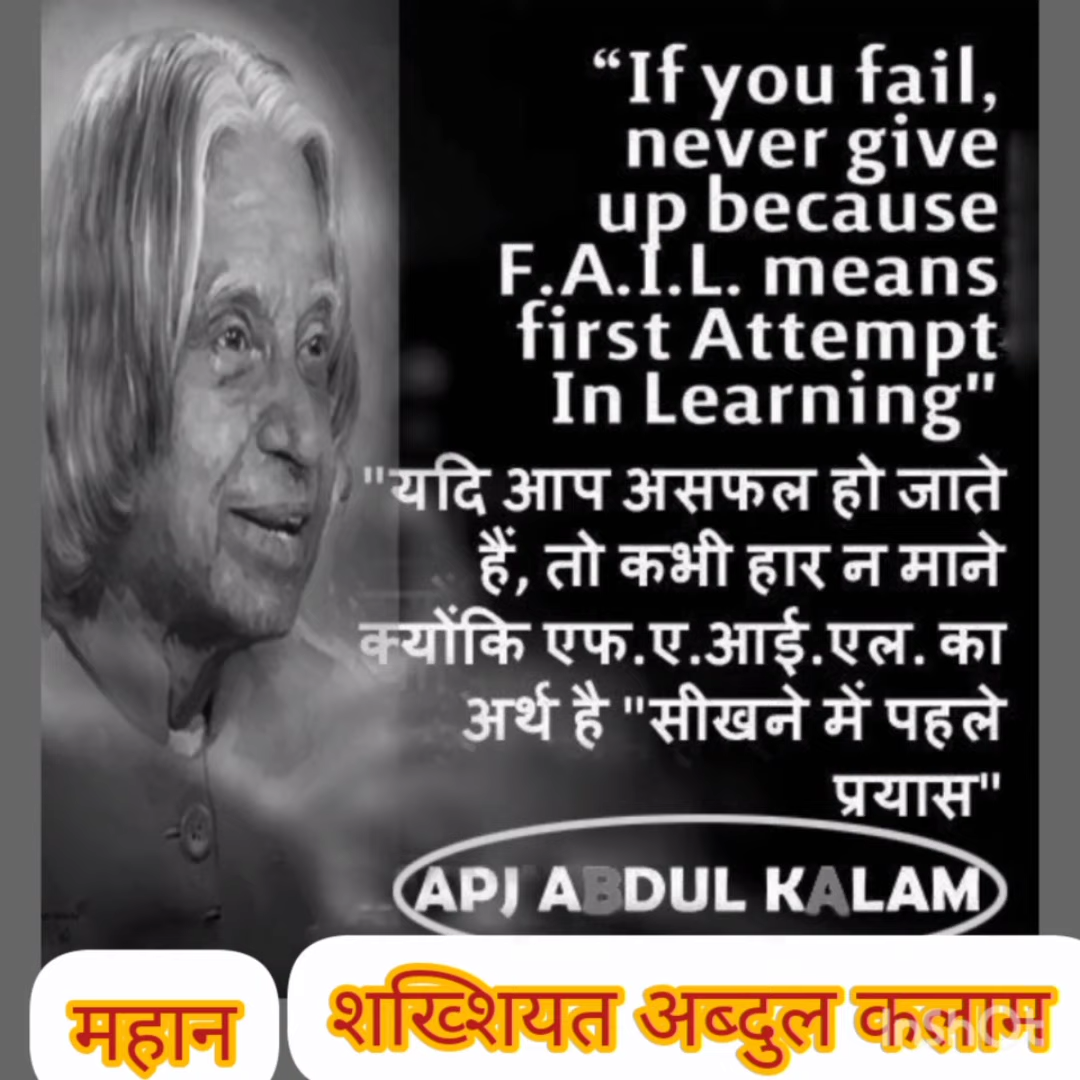 “If you fail,
never give
up because
F.A.I.L. means
first Attempt
In Learning"
"यदि आप असफल हो जाते
हैं, तो कभी हार न माने
क्योंकि एफ.ए.आई.एल. का
अर्थ है "सीखने में पहले
प्रयास"
APJ ABDUL KALAM
महान शख्शियत अब्दुल कलाम
InShOt